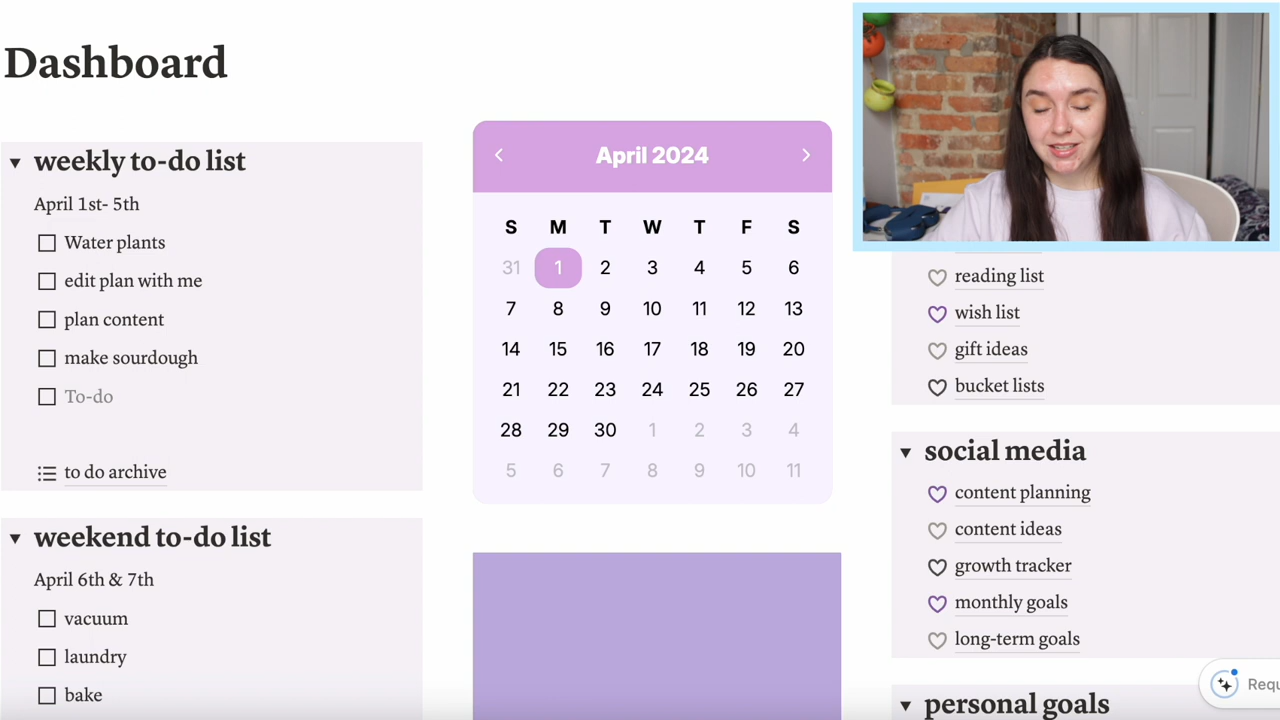 Dashboard
weekly to-do list
April 1st- 5th
Water plants
edit plan with me
plan content
make sourdough
To-do
to do archive
weekend to-do list
April 6th & 7th
vacuum
laundry
bake
April 2024
S M T W T F S
31 1 2 3 4 5 6
7 8 9 10 11 12 13
14 15 16 17 18 19 20
21 22 23 24 25 26 27
28 29 30 1 2 3 4
5 6 7 8 9 10 11
reading list
wish list
gift ideas
bucket lists
social media
content planning
content ideas
growth tracker
monthly goals
long-term goals
personal goals
Requ